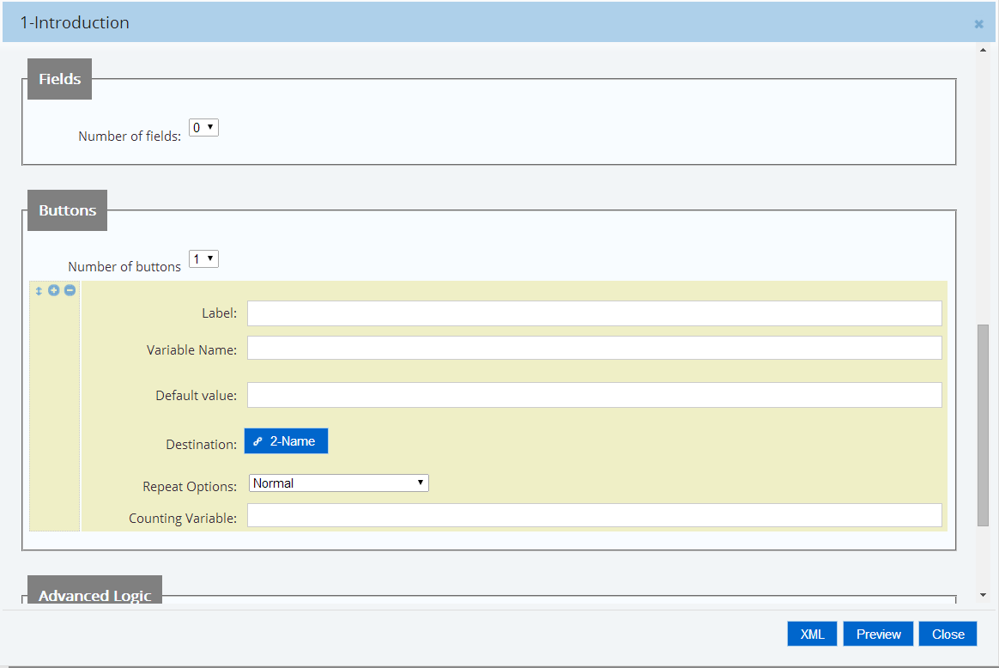 1-Introduction
Fields
Number of fields: 0
Buttons
Number of buttons 1
Label:
Variable Name:
Default value:
Destination: 2-Name
Repeat Options: Normal
Counting Variable:
Advanced Logic
XML Preview Close